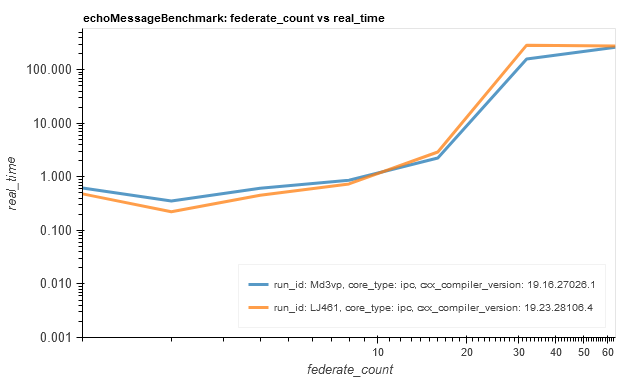 echoMessageBenchmark: federate_count vs real_time
real_time
100.000
10.000
1.000
0.100
0.010
0.001
run_id: Md3vp, core_type: ipc, cxx_compiler_version: 19.16.27026.1
run_id: LJ461, core_type: ipc, cxx_compiler_version: 19.23.28106.4
10 20 30 40 50 60
federate_count